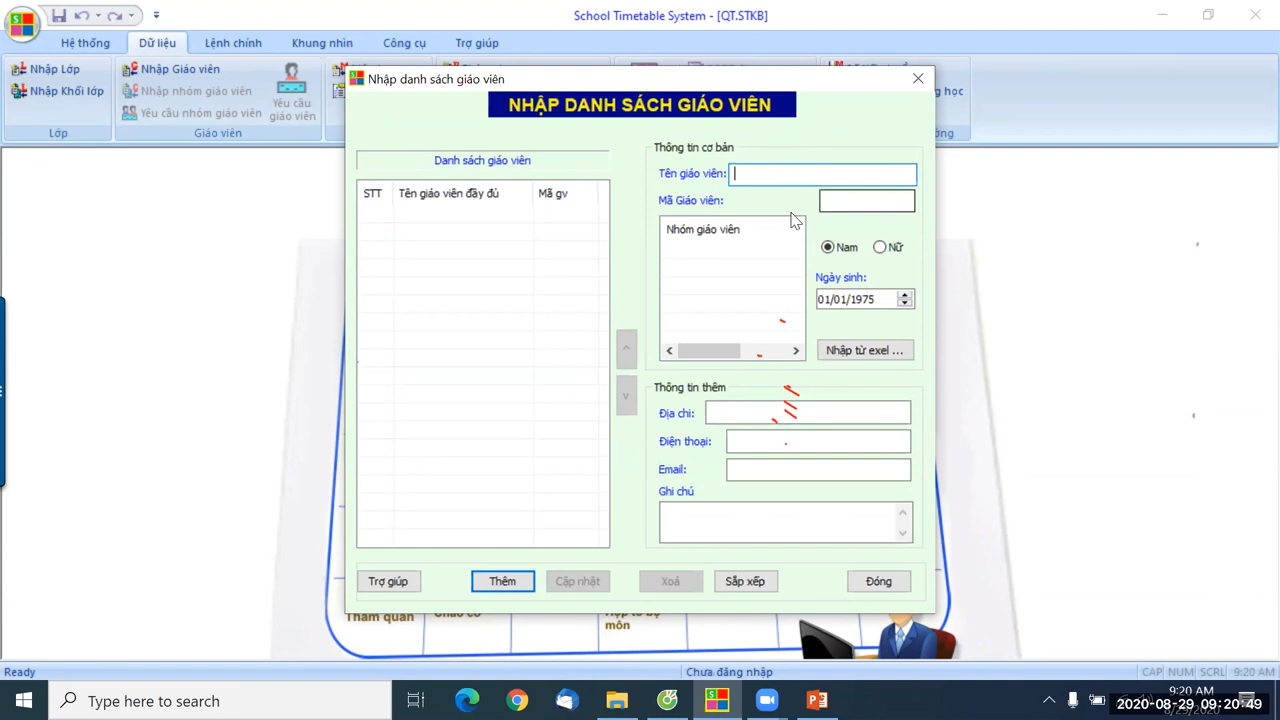 School Timetable System - [QT.STKB]
Hệ thống Dữ liệu Lệnh chính Khung nhìn Công cụ Trợ giúp
Nhập Lớp
Nhập Khối lớp
Lớp
Nhập Giáo viên
Nhập nhóm giáo viên
Yêu cầu nhóm giáo viên
Yêu cầu
giáo viên
Giáo viên
Nhập danh sách giáo viên
NHẬP DANH SÁCH GIÁO VIÊN
Danh sách giáo viên
STT Tên giáo viên đầy đủ Mã gv
Thông tin cơ bản
Tên giáo viên:
Mã Giáo viên:
Nhóm giáo viên
Nam Nữ
Ngày sinh:
01/01/1975
Nhập từ exel ...
Thông tin thêm
Địa chỉ:
Điện thoại:
Email:
Ghi chú
Trợ giúp Thêm Cập nhật Xoá Sắp xếp Đóng
môn
Ready Chưa đăng nhập CAP NUM SCRL 9:20 AM
Type here to search
9:20 AM
2020-08-29 09:20:49